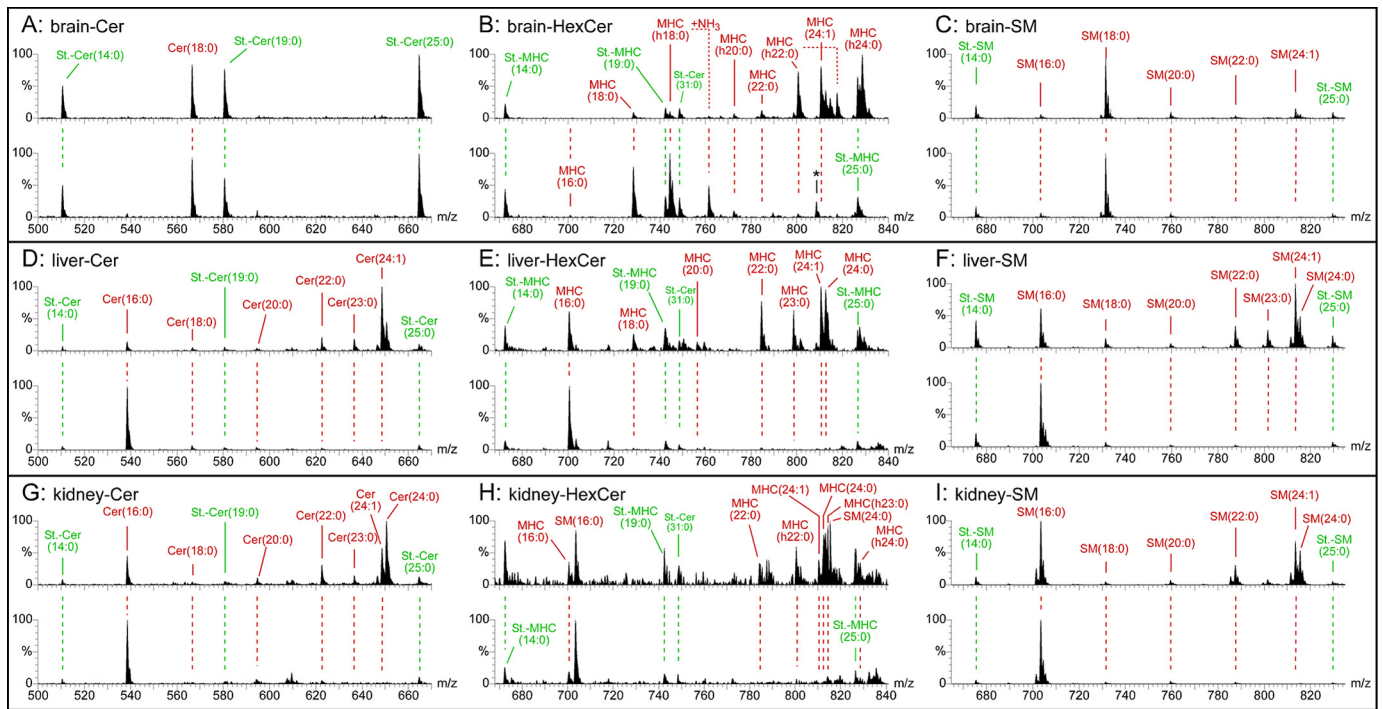 A: brain-Cer
St.-Cer(14:0)
Cer(18:0)
St.-Cer(19:0)
St.-Cer(25:0)
100
%
0
100
%
0
500 520 540 560 580 600 620 640 660
m/z
B: brain-HexCer
St.-MHC
(14:0)
MHC
(18:0)
St.-MHC
(19:0)
MHC
(h18:0)
+NH3
St.-Cer
(31:0)
MHC
(h20:0)
MHC
(22:0)
MHC
(h22:0)
MHC
(24:1)
MHC
(h24:0)
100
%
0
MHC
(16:0)
*
St.-MHC
(25:0)
100
%
0
680 700 720 740 760 780 800 820 840
m/z
C: brain-SM
St.-SM
(14:0)
SM(16:0)
SM(18:0)
SM(20:0)
SM(22:0)
SM(24:1)
St.-SM
(25:0)
100
%
0
100
%
0
680 700 720 740 760 780 800 820
m/z
D: liver-Cer
St.-Cer
(14:0)
Cer(16:0)
Cer(18:0)
St.-Cer(19:0)
Cer(20:0)
Cer(22:0)
Cer(23:0)
Cer(24:1)
St.-Cer
(25:0)
100
%
0
100
%
0
500 520 540 560 580 600 620 640 660
m/z
E: liver-HexCer
St.-MHC
(14:0)
MHC
(16:0)
MHC
(18:0)
St.-MHC
(19:0)
St.-Cer
(31:0)
MHC
(20:0)
MHC
(22:0)
MHC
(23:0)
MHC
(24:1)
MHC
(24:0)
St.-MHC
(25:0)
100
%
0
100
%
0
680 700 720 740 760 780 800 820 840
m/z
F: liver-SM
St.-SM
(14:0)
SM(16:0)
SM(18:0)
SM(20:0)
SM(22:0)
SM(23:0)
SM(24:1)
SM(24:0)
St.-SM
(25:0)
100
%
0
100
%
0
680 700 720 740 760 780 800 820
m/z
G: kidney-Cer
St.-Cer
(14:0)
Cer(16:0)
Cer(18:0)
St.-Cer(19:0)
Cer(20:0)
Cer(22:0)
Cer(23:0)
Cer
(24:1)
Cer(24:0)
St.-Cer
(25:0)
100
%
0
100
%
0
500 520 540 560 580 600 620 640 660
m/z
H: kidney-HexCer
MHC
(16:0)
SM(16:0)
St.-MHC
(19:0)
St.-Cer
(31:0)
MHC
(22:0)
MHC
(h22:0)
MHC(24:1)
MHC(24:0)
MHC(h23:0)
SM(24:0)
MHC
(h24:0)
100
%
0
St.-MHC
(14:0)
St.-MHC
(25:0)
100
%
0
680 700 720 740 760 780 800 820 840
m/z
I: kidney-SM
St.-SM
(14:0)
SM(16:0)
SM(18:0)
SM(20:0)
SM(22:0)
SM(24:1)
SM(24:0)
St.-SM
(25:0)
100
%
0
100
%
0
680 700 720 740 760 780 800 820
m/z